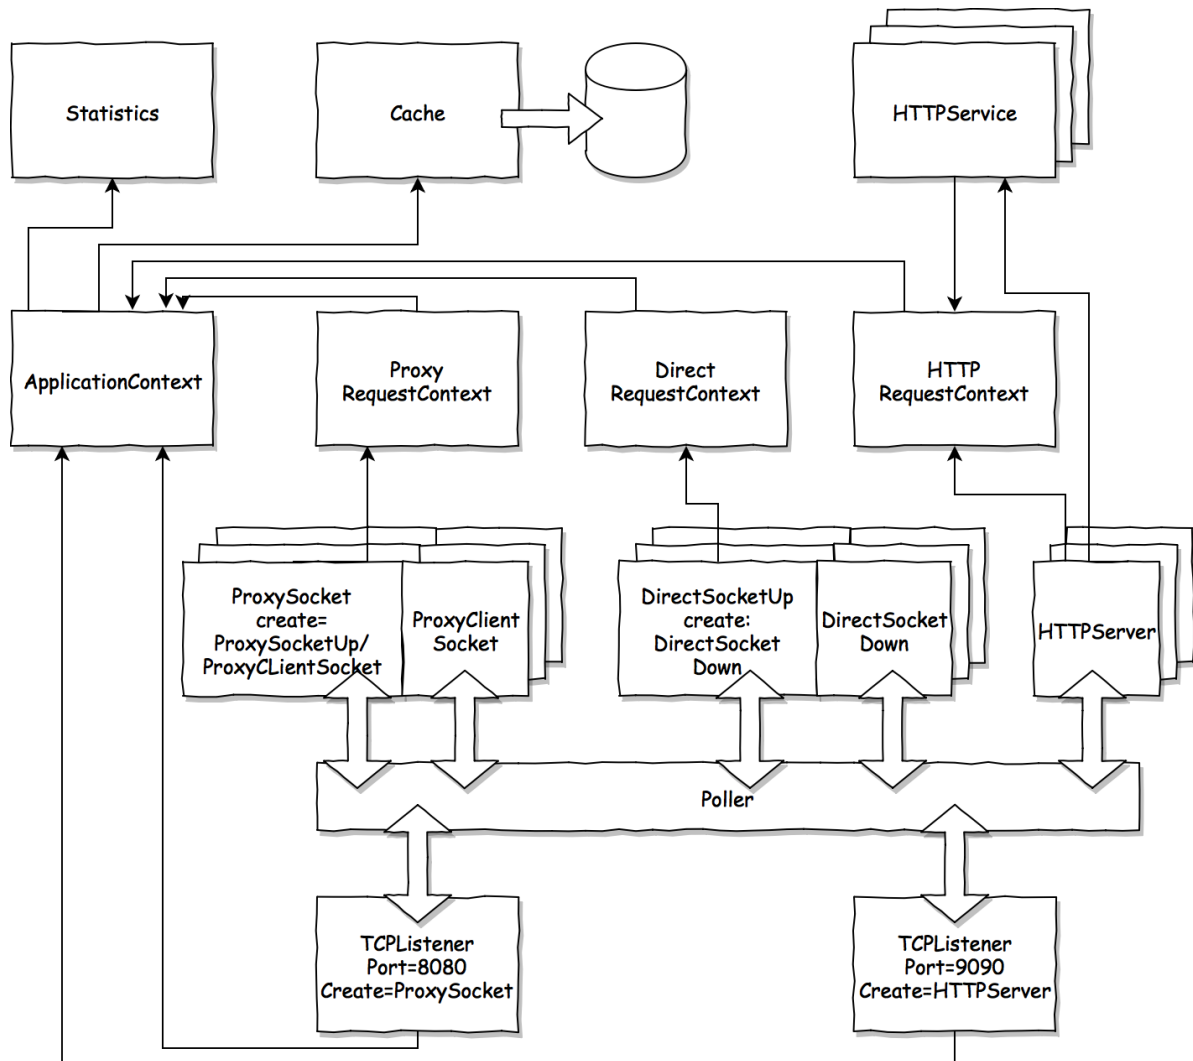 Statistics
Cache
HTTPService
ApplicationContext
Proxy
RequestContext
Direct
RequestContext
HTTP
RequestContext
ProxySocket
create=
ProxySocketUp/
ProxyCLientSocket
ProxyClient
Socket
DirectSocketUp
create:
DirectSocket
Down
DirectSocket
Down
HTTPServer
Poller
TCPListener
Port=8080
Create=ProxySocket
TCPListener
Port=9090
Create=HTTPServer